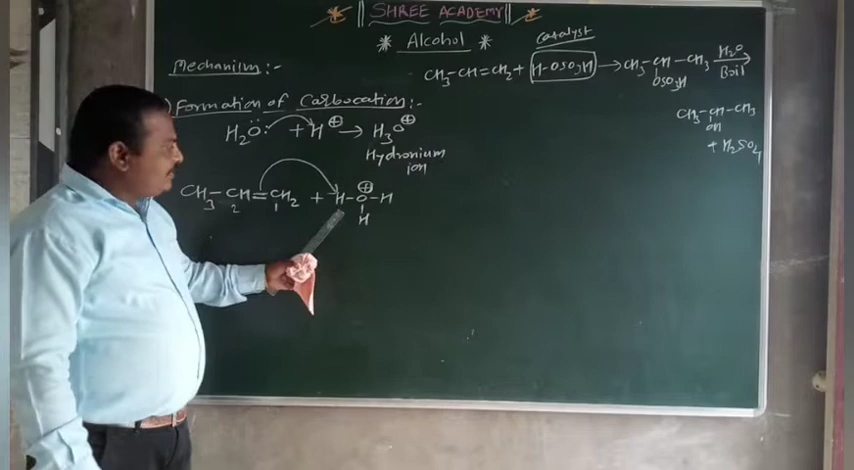 || SHREE ACADEMY ||
* Alcohol *
Mechanism :-
catalyst
CH3-CH=CH2 + H-OSO3H → CH3-CH-CH3 H2O →
OSO3H Boil
CH3-CH-CH3
OH
+ H2SO4
) Formation of Carbocation :-
H2O: + H⊕ → H3O⊕
Hydronium
ion
CH3-CH=CH2 + H-O-H
2 1 ⊕
H